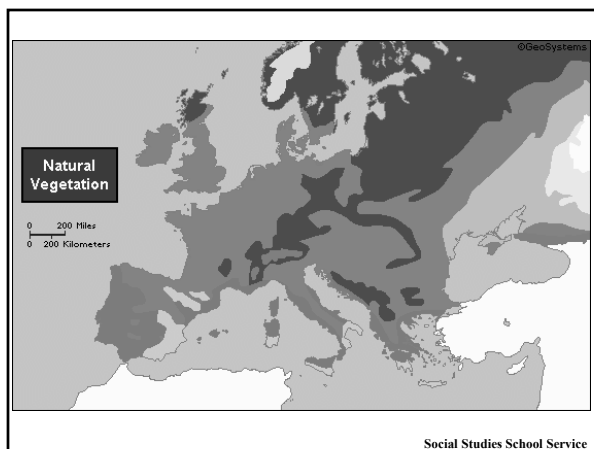 ©GeoSystems
Natural
Vegetation
0 200 Miles
0 200 Kilometers
Social Studies School Service